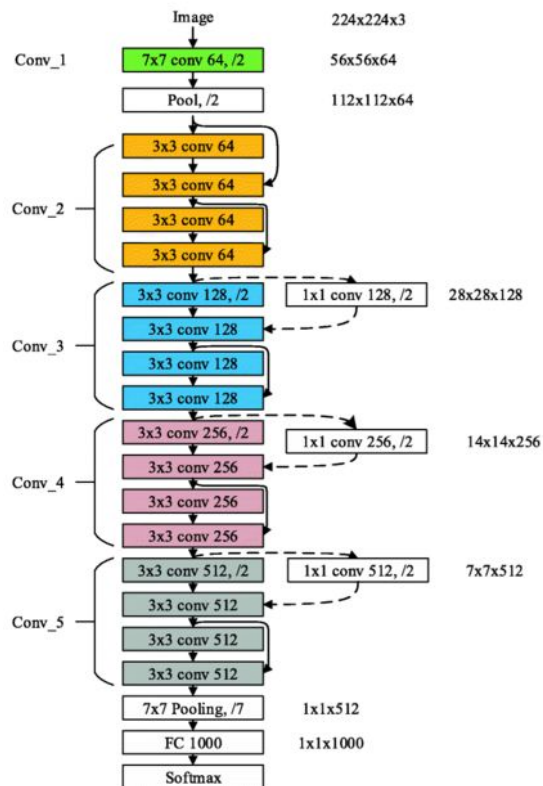 Image 224x224x3
Conv_1 7x7 conv 64, /2 56x56x64
Pool, /2 112x112x64
3x3 conv 64
3x3 conv 64
Conv_2
3x3 conv 64
3x3 conv 64
3x3 conv 128, /2 1x1 conv 128, /2 28x28x128
3x3 conv 128
Conv_3
3x3 conv 128
3x3 conv 128
3x3 conv 256, /2 1x1 conv 256, /2 14x14x256
3x3 conv 256
Conv_4
3x3 conv 256
3x3 conv 256
3x3 conv 512, /2 1x1 conv 512, /2 7x7x512
3x3 conv 512
Conv_5
3x3 conv 512
3x3 conv 512
7x7 Pooling, /7 1x1x512
FC 1000 1x1x1000
Softmax